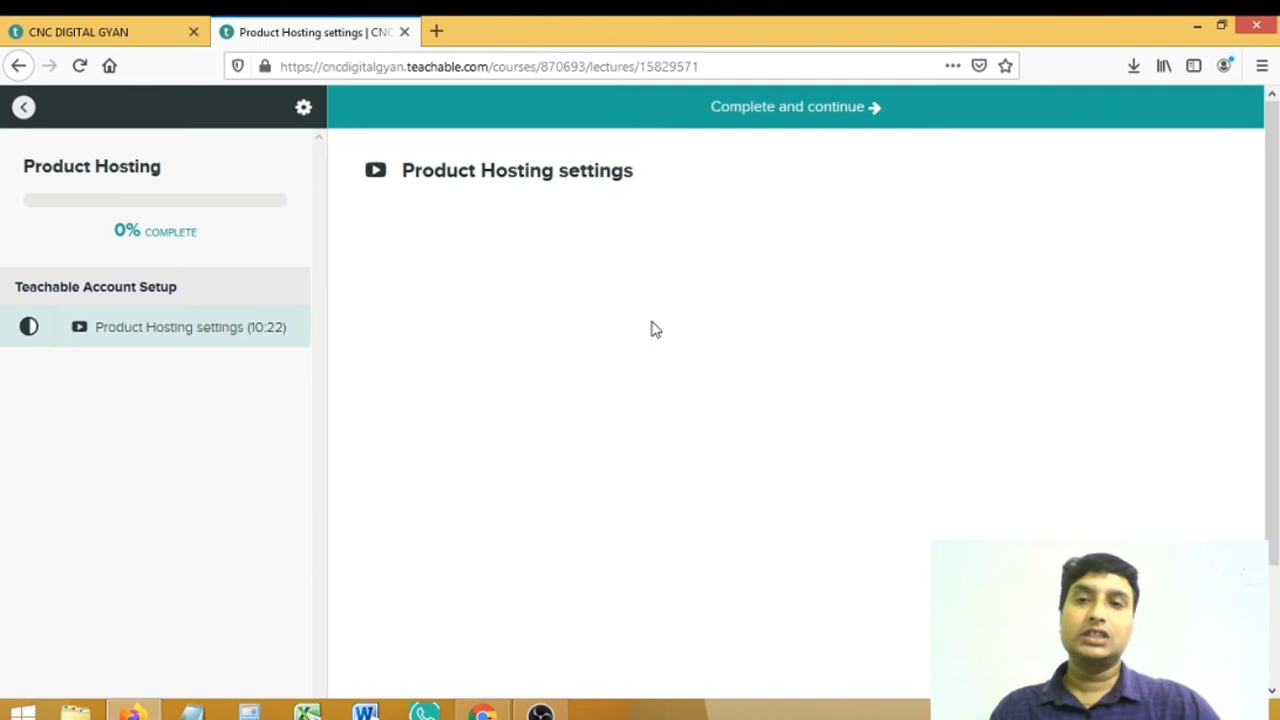 CNC DIGITAL GYAN
Product Hosting settings | CNC
https://cncdigitalgyan.teachable.com/courses/870693/lectures/15829571
Complete and continue
Product Hosting
0% COMPLETE
Teachable Account Setup
Product Hosting settings (10:22)
Product Hosting settings